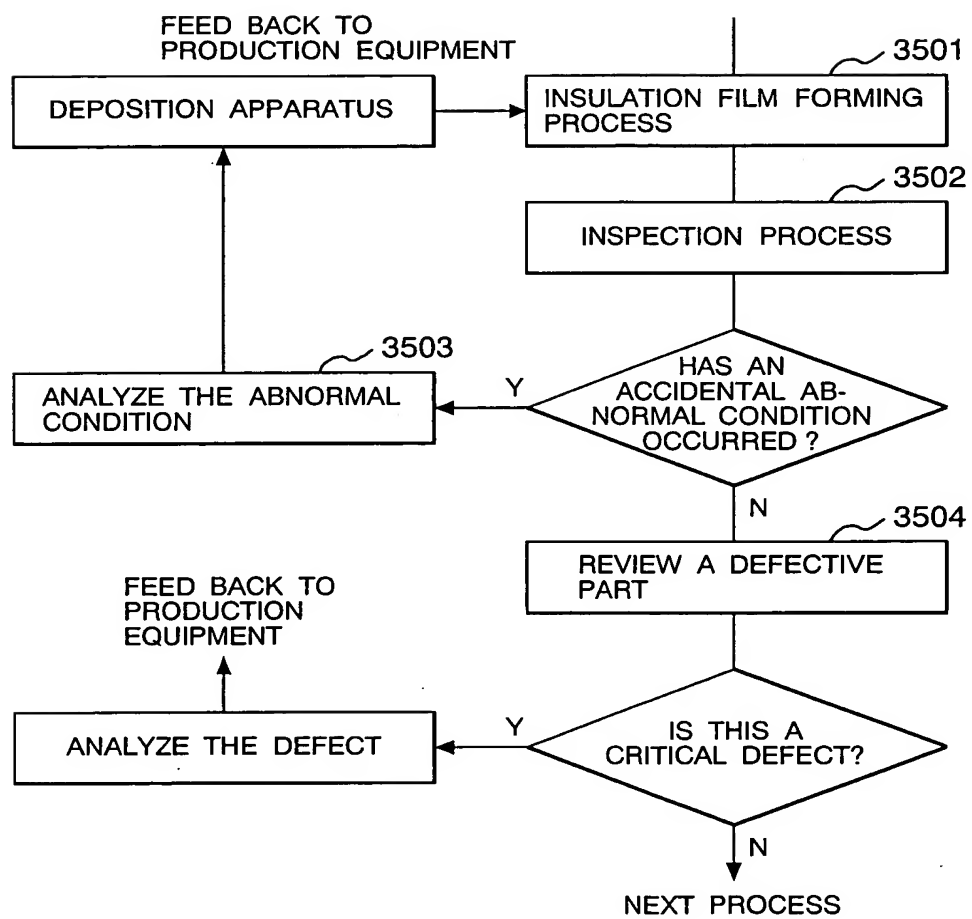 FEED BACK TO
PRODUCTION EQUIPMENT
3501
DEPOSITION APPARATUS
INSULATION FILM FORMING
PROCESS
3502
INSPECTION PROCESS
3503
ANALYZE THE ABNORMAL
CONDITION
Y
HAS AN
ACCIDENTAL AB-
NORMAL CONDITION
OCCURRED ?
N
3504
REVIEW A DEFECTIVE
PART
FEED BACK TO
PRODUCTION
EQUIPMENT
ANALYZE THE DEFECT
Y
IS THIS A
CRITICAL DEFECT?
N
NEXT PROCESS